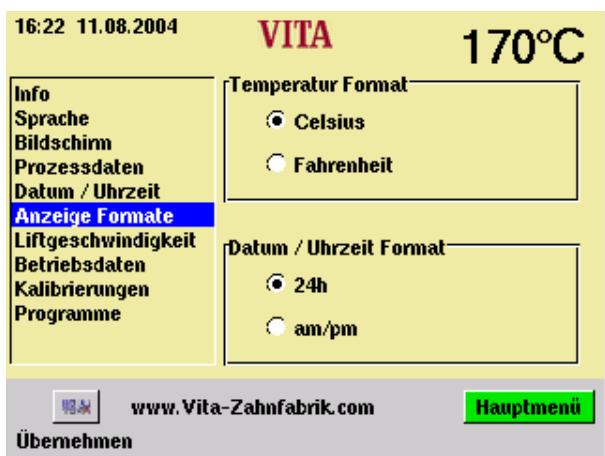 16:22 11.08.2004
VITA
170°C
Info
Sprache
Bildschirm
Prozessdaten
Datum / Uhrzeit
Anzeige Formate
Liftgeschwindigkeit
Betriebsdaten
Kalibrierungen
Programme
Temperatur Format
Celsius
Fahrenheit
Datum / Uhrzeit Format
24h
am/pm
www.Vita-Zahnfabrik.com
Hauptmenü
Übernehmen